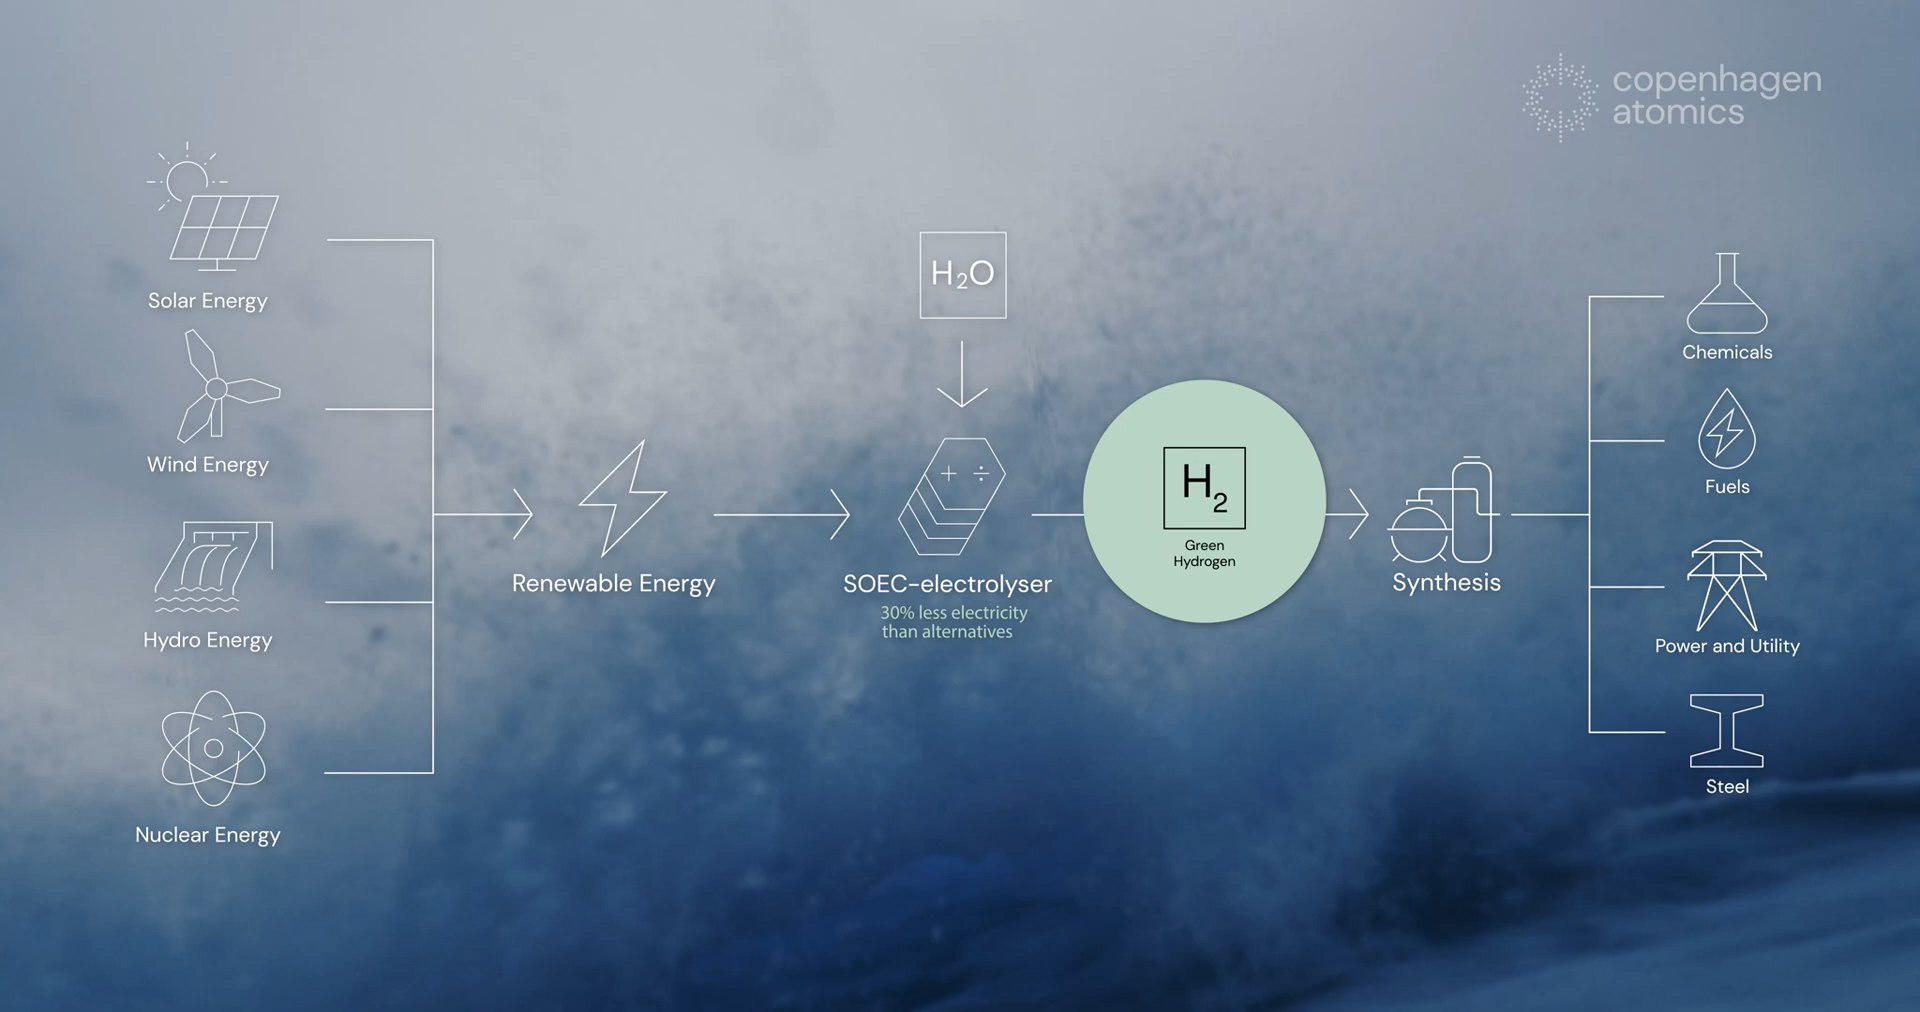 copenhagen
atomics
Solar Energy
Wind Energy
Hydro Energy
Nuclear Energy
Renewable Energy
H₂O
+ ÷
SOEC-electrolyser
30% less electricity
than alternatives
H₂
Green
Hydrogen
Synthesis
Chemicals
Fuels
Power and Utility
Steel